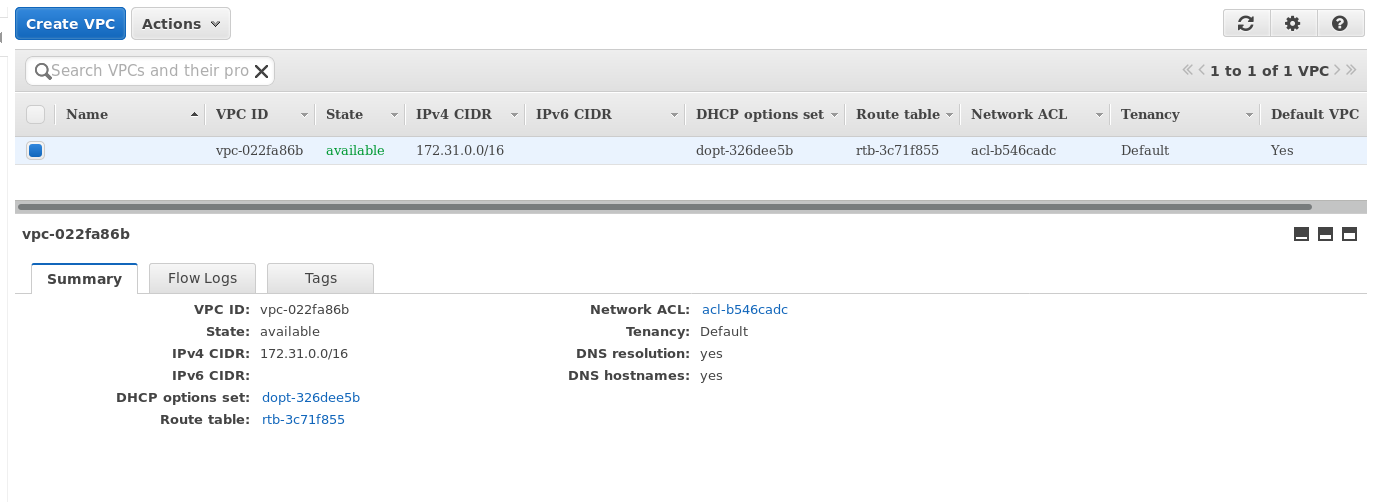 Create VPC Actions
Search VPCs and their pro 1 to 1 of 1 VPC
Name VPC ID State IPv4 CIDR IPv6 CIDR DHCP options set Route table Network ACL Tenancy Default VPC
vpc-022fa86b available 172.31.0.0/16 dopt-326dee5b rtb-3c71f855 acl-b546cadc Default Yes
vpc-022fa86b
Summary Flow Logs Tags
VPC ID: vpc-022fa86b Network ACL: acl-b546cadc
State: available Tenancy: Default
IPv4 CIDR: 172.31.0.0/16 DNS resolution: yes
IPv6 CIDR: DNS hostnames: yes
DHCP options set: dopt-326dee5b
Route table: rtb-3c71f855